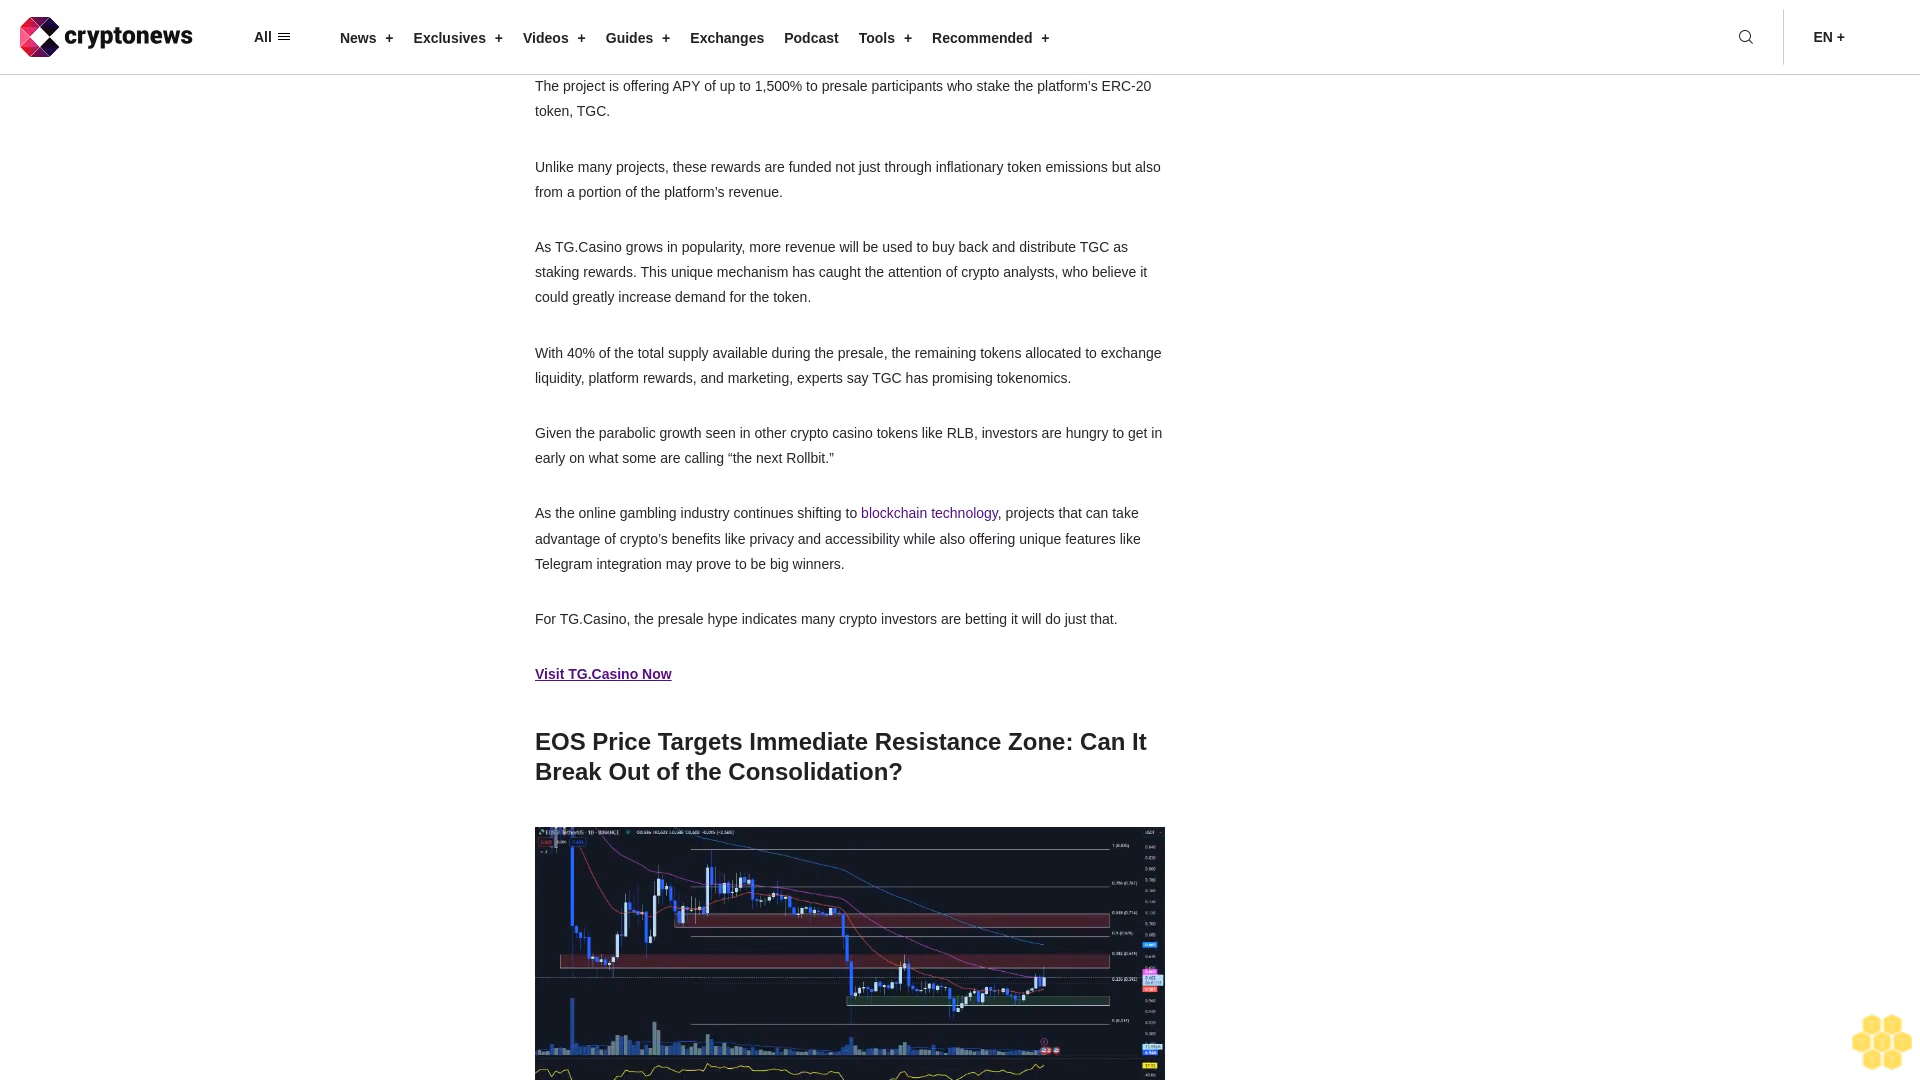 cryptonews
All
News +
Exclusives +
Videos +
Guides +
Exchanges
Podcast
Tools +
Recommended +
EN +
The project is offering APY of up to 1,500% to presale participants who stake the platform’s ERC-20
token, TGC.
Unlike many projects, these rewards are funded not just through inflationary token emissions but also
from a portion of the platform’s revenue.
As TG.Casino grows in popularity, more revenue will be used to buy back and distribute TGC as
staking rewards. This unique mechanism has caught the attention of crypto analysts, who believe it
could greatly increase demand for the token.
With 40% of the total supply available during the presale, the remaining tokens allocated to exchange
liquidity, platform rewards, and marketing, experts say TGC has promising tokenomics.
Given the parabolic growth seen in other crypto casino tokens like RLB, investors are hungry to get in
early on what some are calling “the next Rollbit.”
As the online gambling industry continues shifting to blockchain technology, projects that can take
advantage of crypto’s benefits like privacy and accessibility while also offering unique features like
Telegram integration may prove to be big winners.
For TG.Casino, the presale hype indicates many crypto investors are betting it will do just that.
Visit TG.Casino Now
EOS Price Targets Immediate Resistance Zone: Can It
Break Out of the Consolidation?